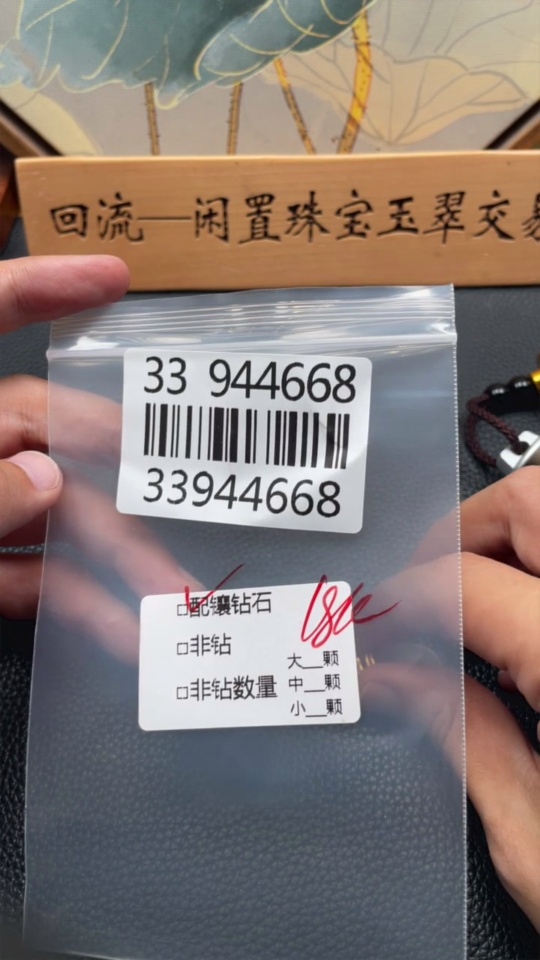 回流—闲置珠宝玉翠交易
33 944668
33944668
□配镶钻石
18k
□非钻
大__颗
□非钻数量
中__颗
小__颗